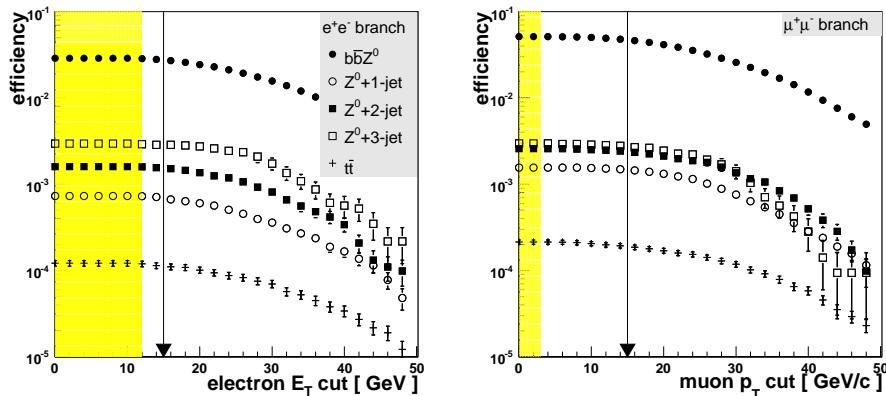 efficiency
10⁻¹
10⁻²
10⁻³
10⁻⁴
10⁻⁵
0 10 20 30 40 50
electron E_T cut [ GeV ]
e⁺e⁻ branch
bb̄Z⁰
Z⁰+1-jet
Z⁰+2-jet
Z⁰+3-jet
tt̄
efficiency
10⁻¹
10⁻²
10⁻³
10⁻⁴
10⁻⁵
0 10 20 30 40 50
muon p_T cut [ GeV/c ]
μ⁺μ⁻ branch